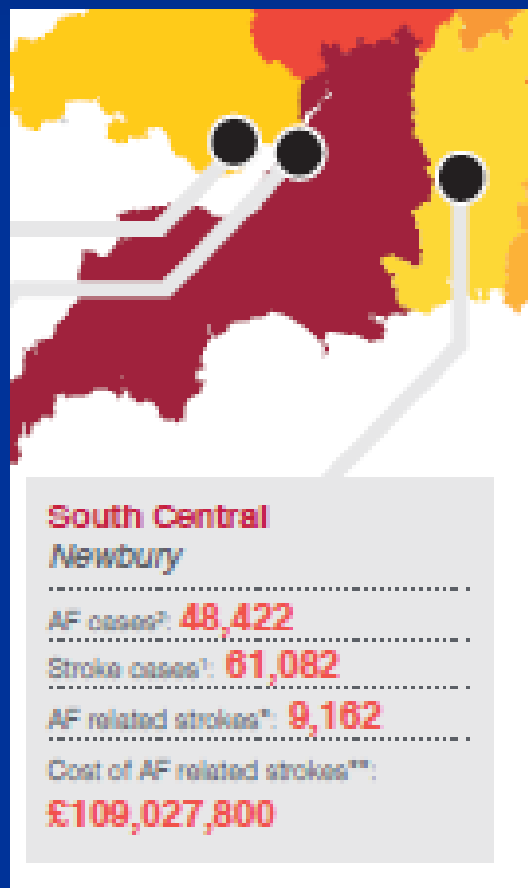 South Central
Newbury
AF cases²: 48,422
Stroke cases¹: 61,082
AF related strokes*: 9,162
Cost of AF related strokes**:
£109,027,800